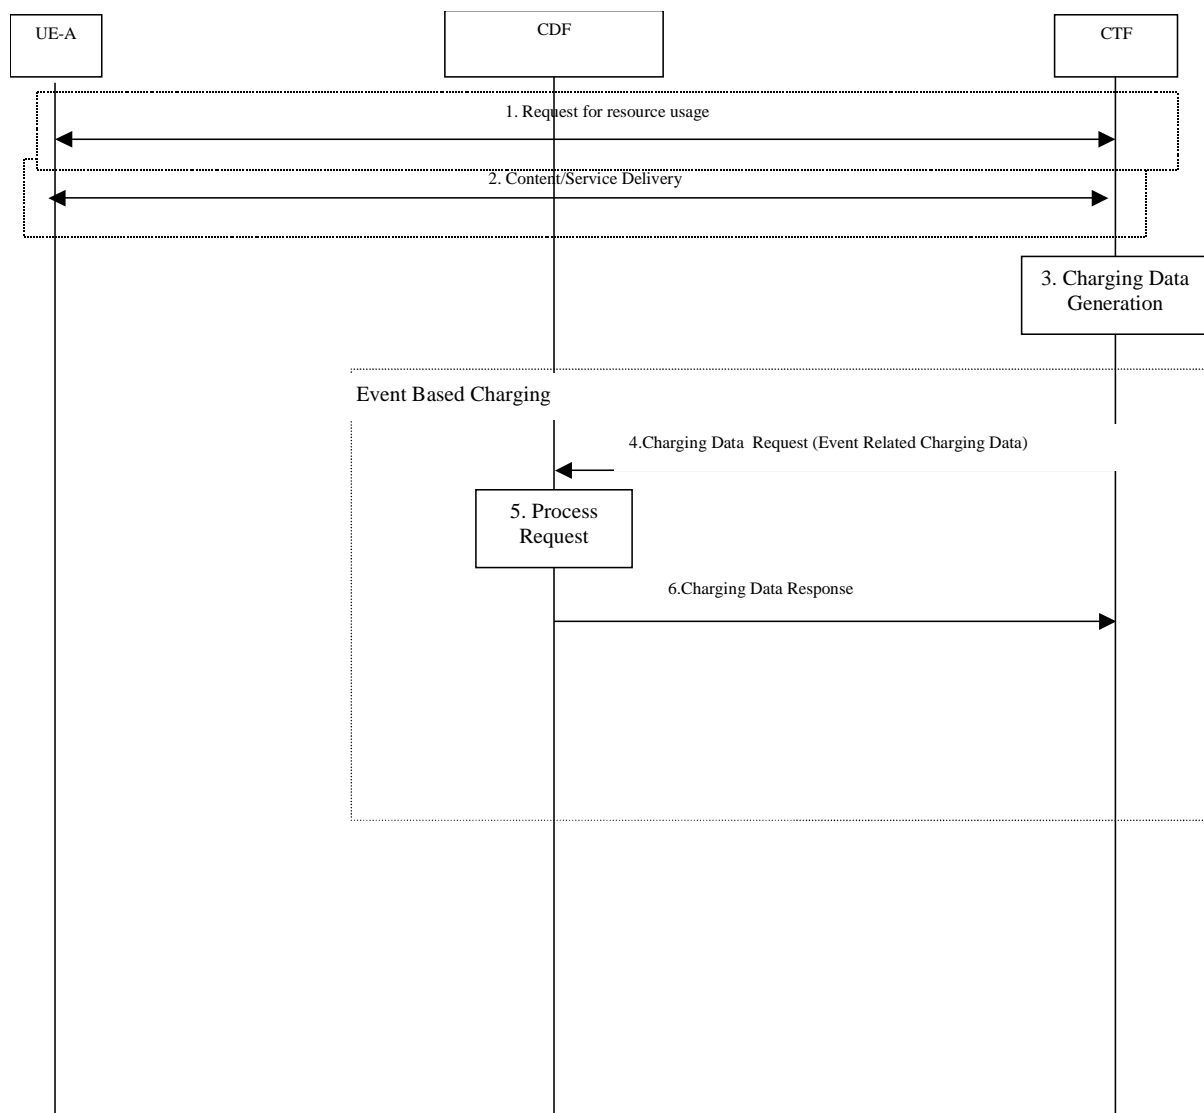 UE-A
CDF
CTF
1. Request for resource usage
2. Content/Service Delivery
3. Charging Data
Generation
Event Based Charging
4.Charging Data  Request (Event Related Charging Data)
5. Process
Request
6.Charging Data Response